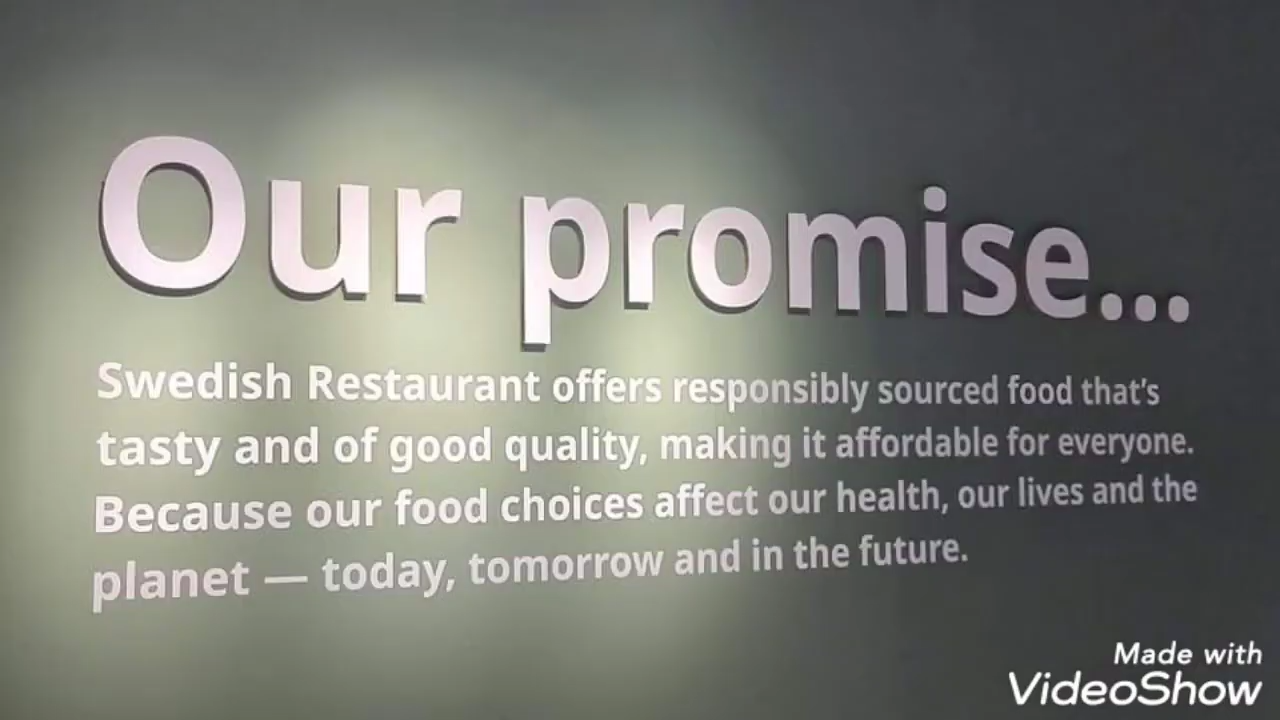 Our promise...
Swedish Restaurant offers responsibly sourced food that's
tasty and of good quality, making it affordable for everyone.
Because our food choices affect our health, our lives and the
planet — today, tomorrow and in the future.
Made with
VideoShow